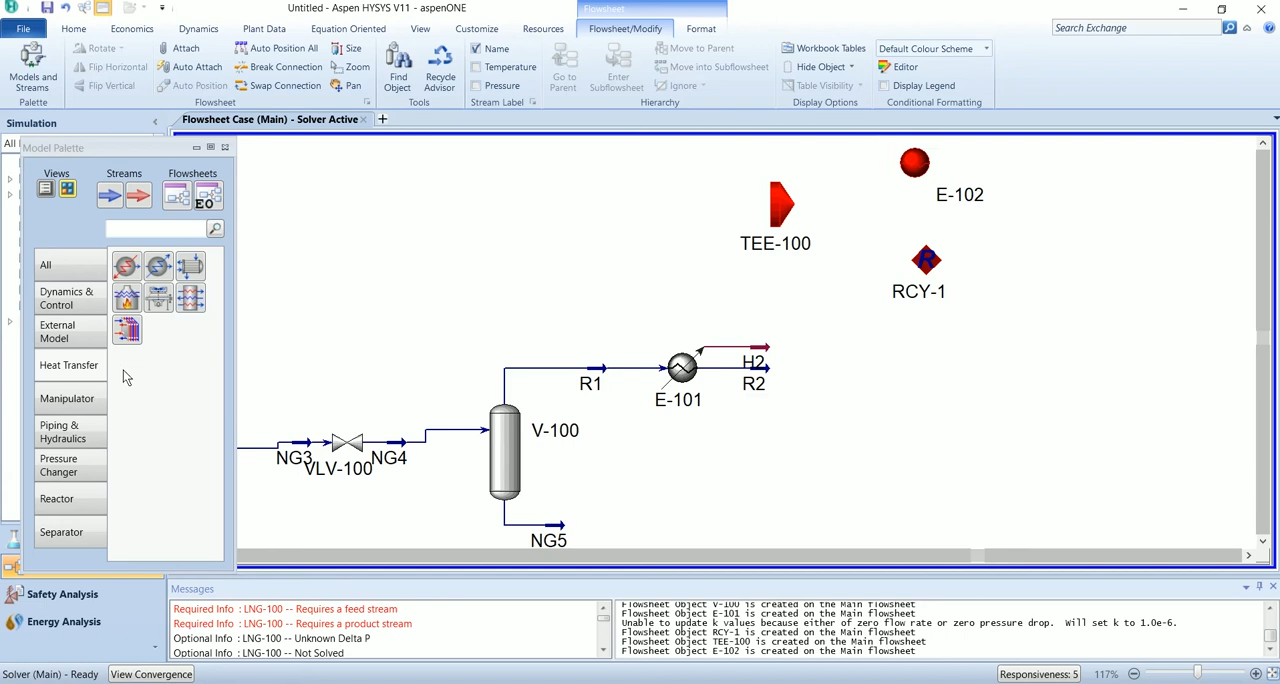 Untitled - Aspen HYSYS V11 - aspenONE
Flowsheet
File Home Economics Dynamics Plant Data Equation Oriented View Customize Resources Flowsheet/Modify Format
Search Exchange
Models and Streams
Palette
Rotate
Flip Horizontal
Flip Vertical
Attach
Auto Attach
Auto Position
Auto Position All
Break Connection
Swap Connection
Size
Zoom
Pan
Flowsheet
Find Object
Recycle Advisor
Tools
Name
Temperature
Pressure
Stream Label
Go to Parent
Enter Subflowsheet
Move to Parent
Move into Subflowsheet
Ignore
Hierarchy
Workbook Tables
Hide Object
Table Visibility
Display Options
Default Colour Scheme
Editor
Display Legend
Conditional Formatting
Simulation
All
Flowsheet Case (Main) - Solver Active
Model Palette
Views Streams Flowsheets
EO
All
Dynamics & Control
External Model
Heat Transfer
Manipulator
Piping & Hydraulics
Pressure Changer
Reactor
Separator
E-102
TEE-100
R
RCY-1
H2
R1
R2
E-101
V-100
NG3
VLV-100
NG4
NG5
Safety Analysis
Energy Analysis
Messages
Required Info : LNG-100 -- Requires a feed stream
Required Info : LNG-100 -- Requires a product stream
Optional Info : LNG-100 -- Unknown Delta P
Optional Info : LNG-100 -- Not Solved
Flowsheet Object V-100 is created on the Main flowsheet
Flowsheet Object E-101 is created on the Main flowsheet
Unable to update k values because either of zero flow rate or zero pressure drop.  Will set k to 1.0e-6.
Flowsheet Object RCY-1 is created on the Main flowsheet
Flowsheet Object TEE-100 is created on the Main flowsheet
Flowsheet Object E-102 is created on the Main flowsheet
Solver (Main) - Ready
View Convergence
Responsiveness: 5
117%